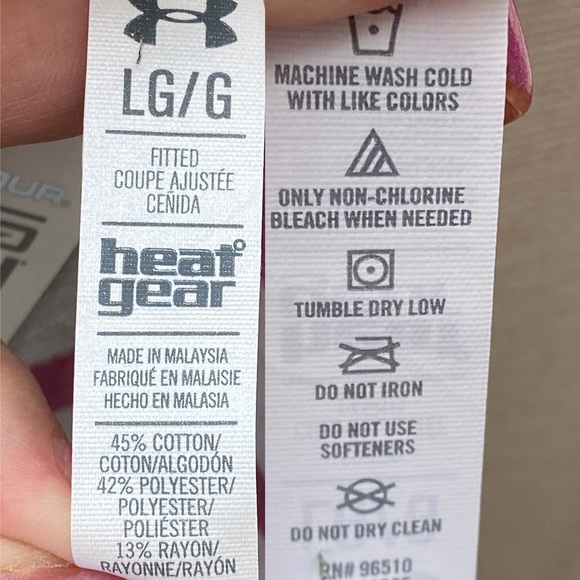 LG/G
FITTED
COUPE AJUSTÉE
CEÑIDA
heat
gear
MADE IN MALAYSIA
FABRIQUÉ EN MALAISIE
HECHO EN MALASIA
45% COTTON/
COTON/ALGODÓN
42% POLYESTER/
POLYESTER/
POLIÉSTER
13% RAYON/
RAYONNE/RAYÓN
MACHINE WASH COLD
WITH LIKE COLORS
ONLY NON-CHLORINE
BLEACH WHEN NEEDED
TUMBLE DRY LOW
DO NOT IRON
DO NOT USE
SOFTENERS
DO NOT DRY CLEAN
RN# 96510